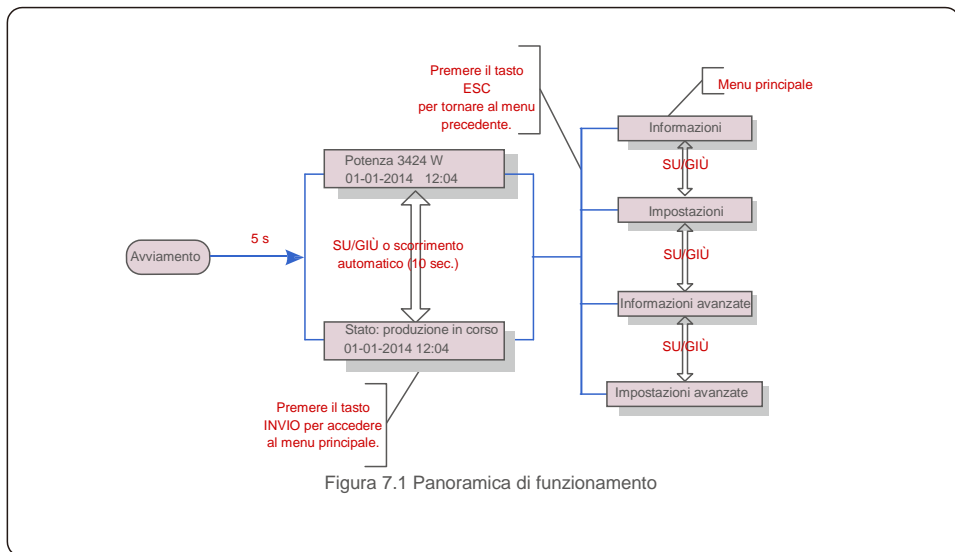 Premere il tasto
ESC
per tornare al menu
precedente.
Menu principale
Informazioni
SU/GIÙ
Impostazioni
SU/GIÙ
Informazioni avanzate
SU/GIÙ
Impostazioni avanzate
Potenza 3424 W
01-01-2014 12:04
5 s
Avviamento
SU/GIÙ o scorrimento
automatico (10 sec.)
Stato: produzione in corso
01-01-2014 12:04
Premere il tasto
INVIO per accedere
al menu principale.
Figura 7.1 Panoramica di funzionamento